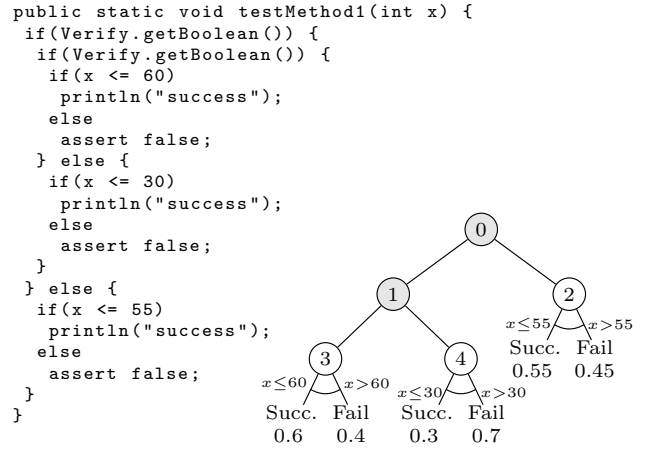 public static void testMethod1(int x) {
if(Verify.getBoolean()) {
if(Verify.getBoolean()) {
if(x <= 60)
println("success");
else
assert false;
} else {
if(x <= 30)
println("success");
else
assert false;
}
} else {
if(x <= 55)
println("success");
else
assert false;
}
}
0
1
2
x≤55 x>55
Succ. Fail
0.55 0.45
3
4
x≤60 x>60
x≤30 x>30
Succ. Fail
Succ. Fail
0.6 0.4
0.3 0.7